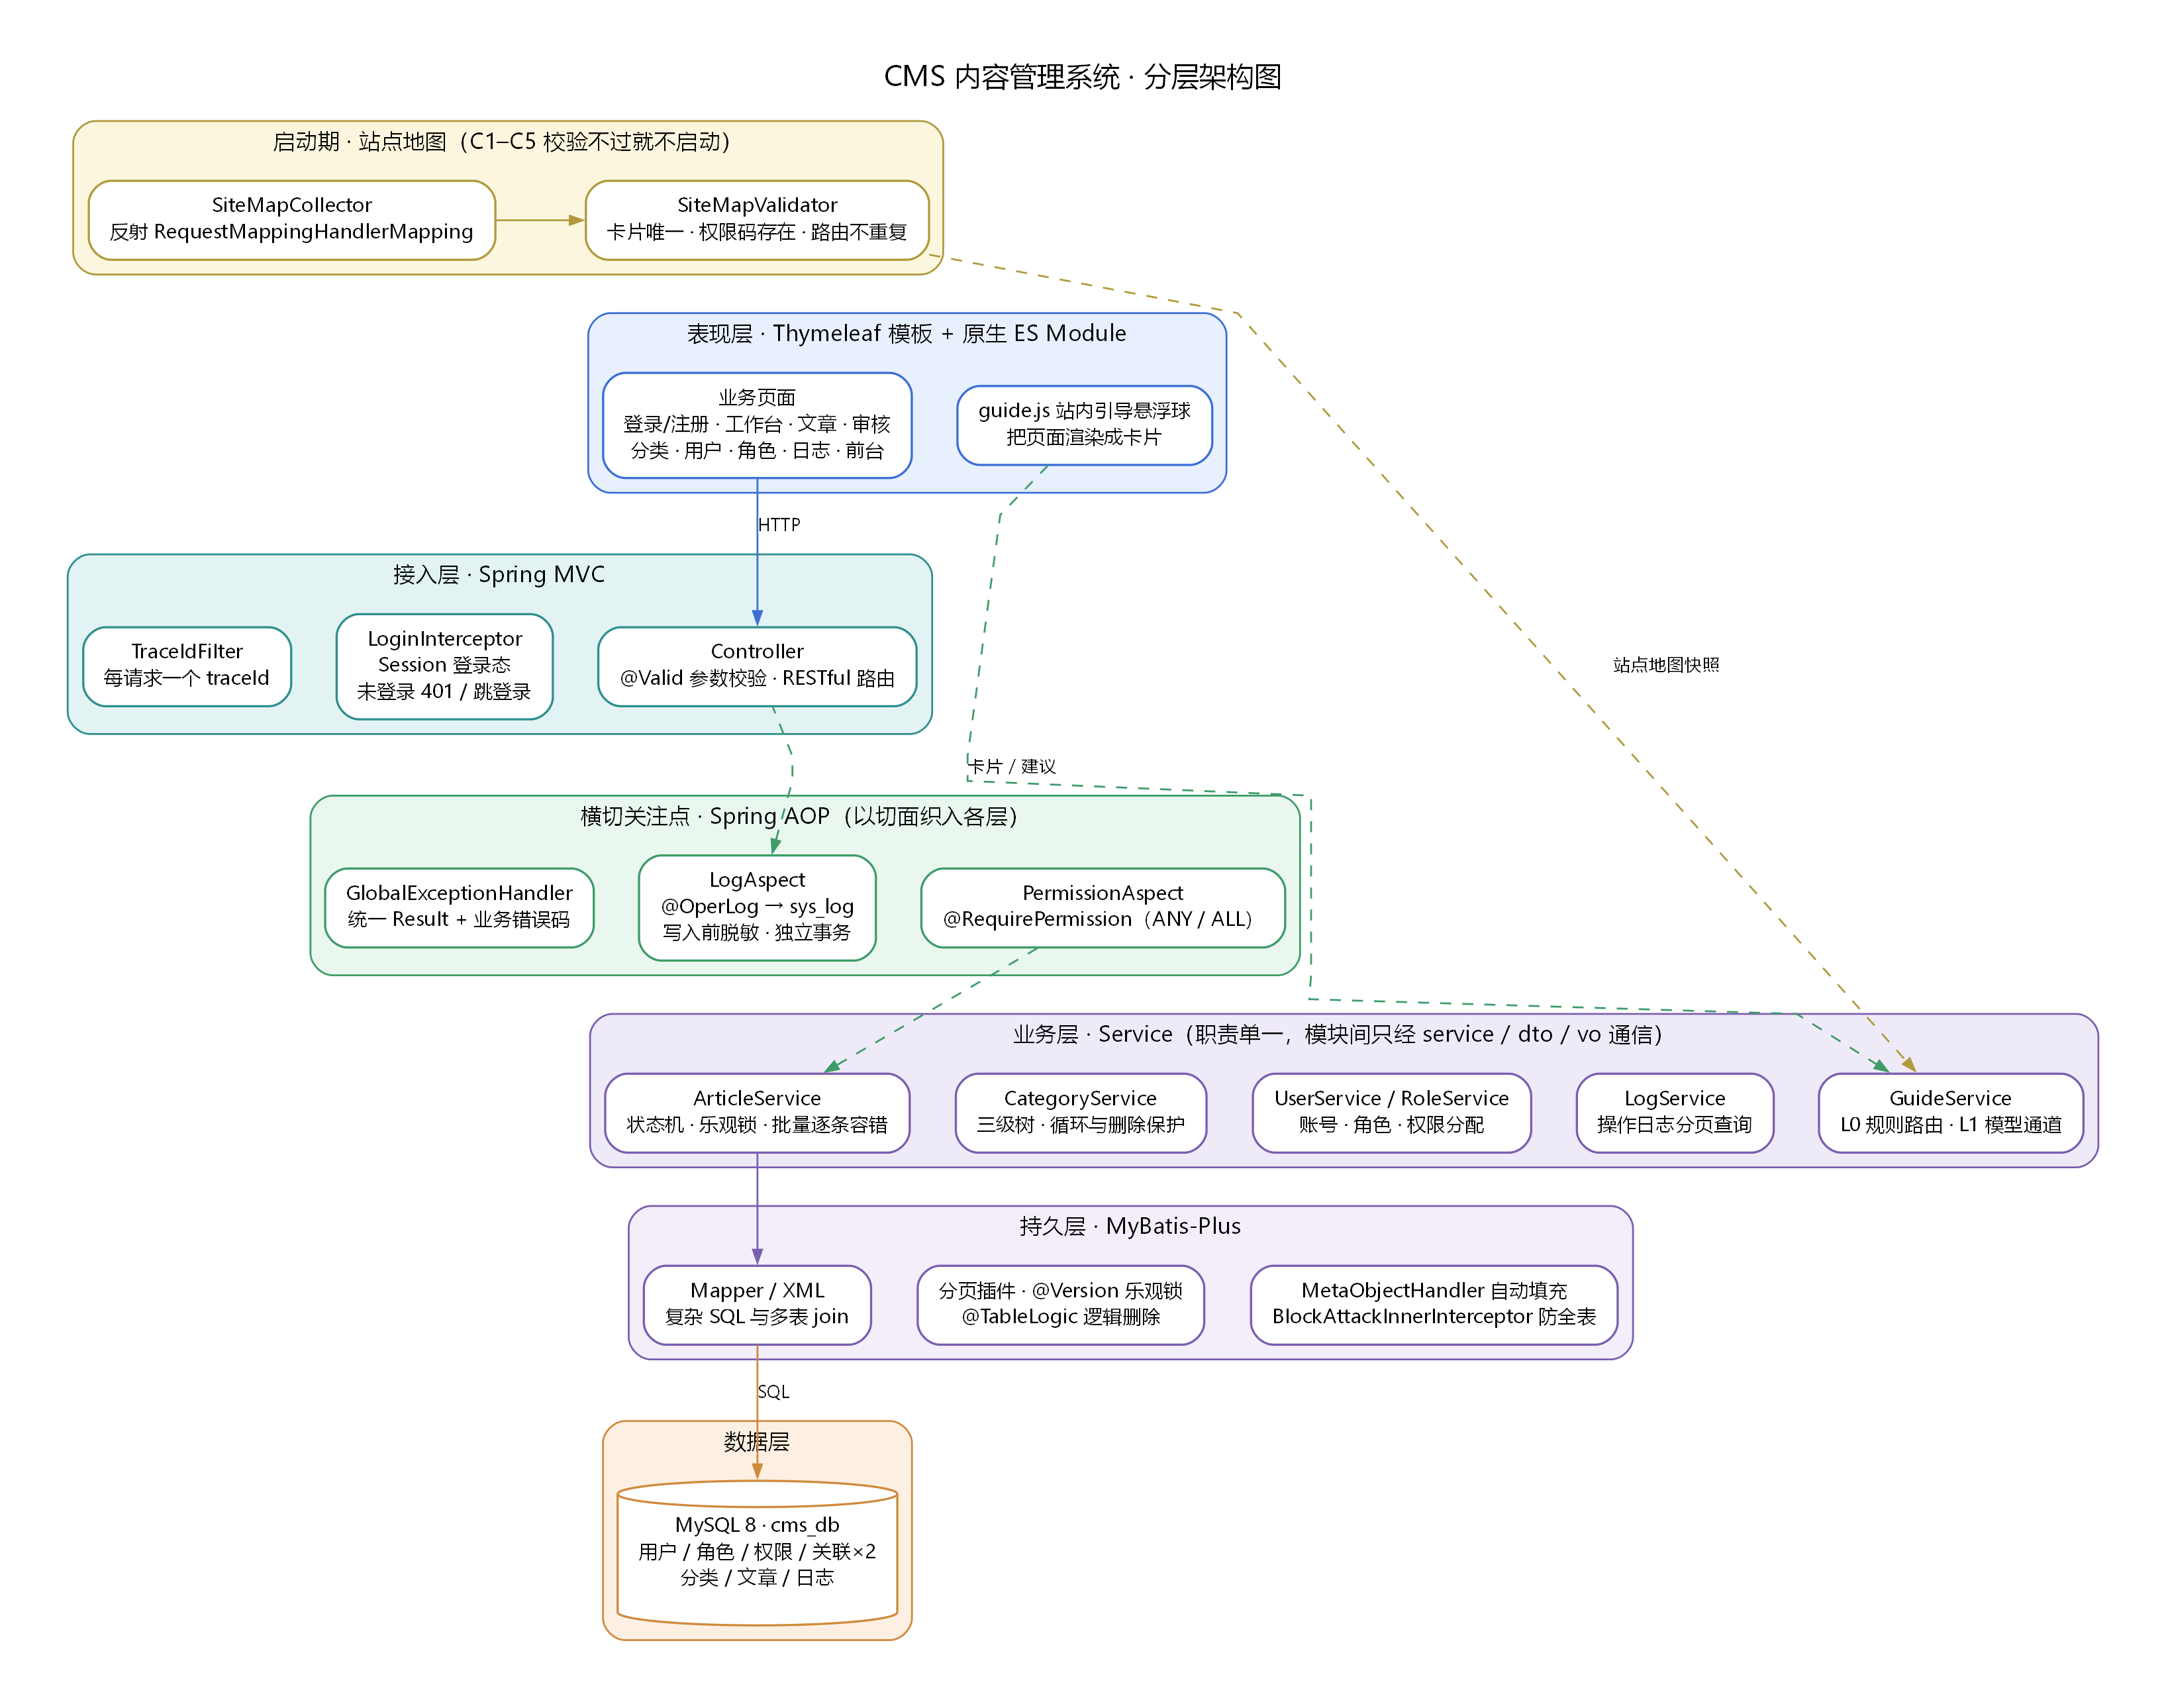 CMS 内容管理系统 · 分层架构图
启动期 · 站点地图（C1–C5 校验不过就不启动）
SiteMapCollector
反射 RequestMappingHandlerMapping
SiteMapValidator
卡片唯一 · 权限码存在 · 路由不重复
表现层 · Thymeleaf 模板 + 原生 ES Module
业务页面
登录/注册 · 工作台 · 文章 · 审核
分类 · 用户 · 角色 · 日志 · 前台
guide.js 站内引导悬浮球
把页面渲染成卡片
HTTP
接入层 · Spring MVC
TraceIdFilter
每请求一个 traceId
LoginInterceptor
Session 登录态
未登录 401 / 跳登录
Controller
@Valid 参数校验 · RESTful 路由
站点地图快照
卡片 / 建议
横切关注点 · Spring AOP（以切面织入各层）
GlobalExceptionHandler
统一 Result + 业务错误码
LogAspect
@OperLog → sys_log
写入前脱敏 · 独立事务
PermissionAspect
@RequirePermission（ANY / ALL）
业务层 · Service（职责单一，模块间只经 service / dto / vo 通信）
ArticleService
状态机 · 乐观锁 · 批量逐条容错
CategoryService
三级树 · 循环与删除保护
UserService / RoleService
账号 · 角色 · 权限分配
LogService
操作日志分页查询
GuideService
L0 规则路由 · L1 模型通道
持久层 · MyBatis-Plus
Mapper / XML
复杂 SQL 与多表 join
分页插件 · @Version 乐观锁
@TableLogic 逻辑删除
MetaObjectHandler 自动填充
BlockAttackInnerInterceptor 防全表
SQL
数据层
MySQL 8 · cms_db
用户 / 角色 / 权限 / 关联×2
分类 / 文章 / 日志